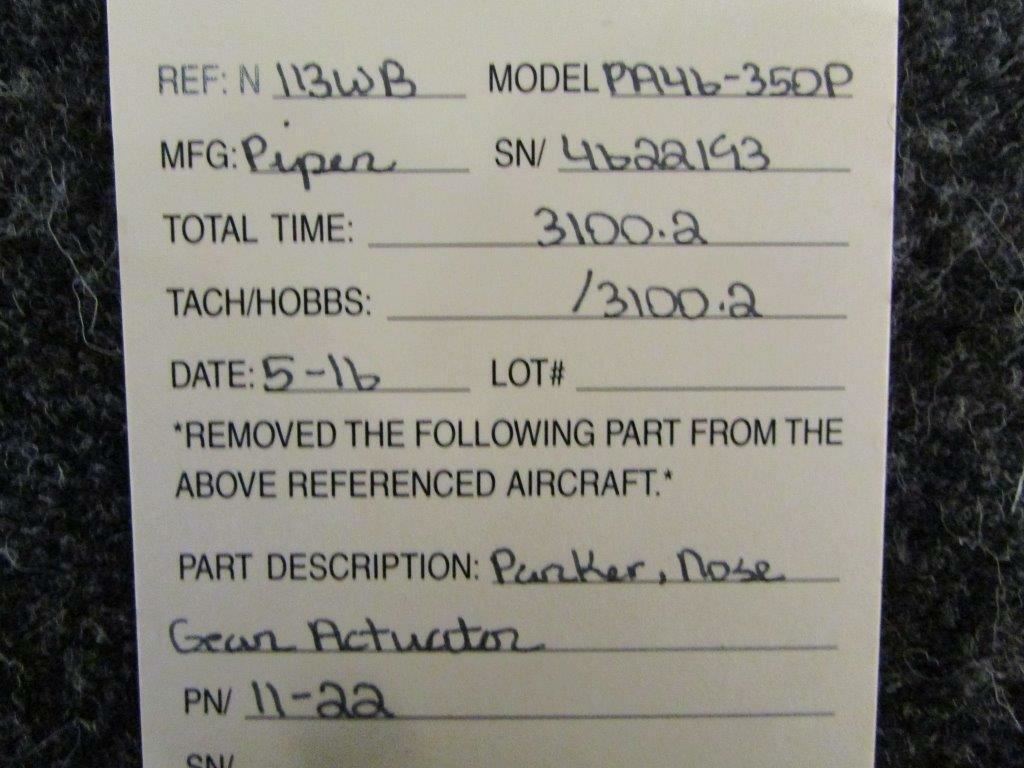 REF: N 113WB MODEL PA46-350P
MFG: Piper SN/ 4622193
TOTAL TIME: 3100.2
TACH/HOBBS: /3100.2
DATE: 5-16 LOT#
*REMOVED THE FOLLOWING PART FROM THE
ABOVE REFERENCED AIRCRAFT.*
PART DESCRIPTION: Parker, Nose
Gear Actuator
PN/ 11-22
SN/